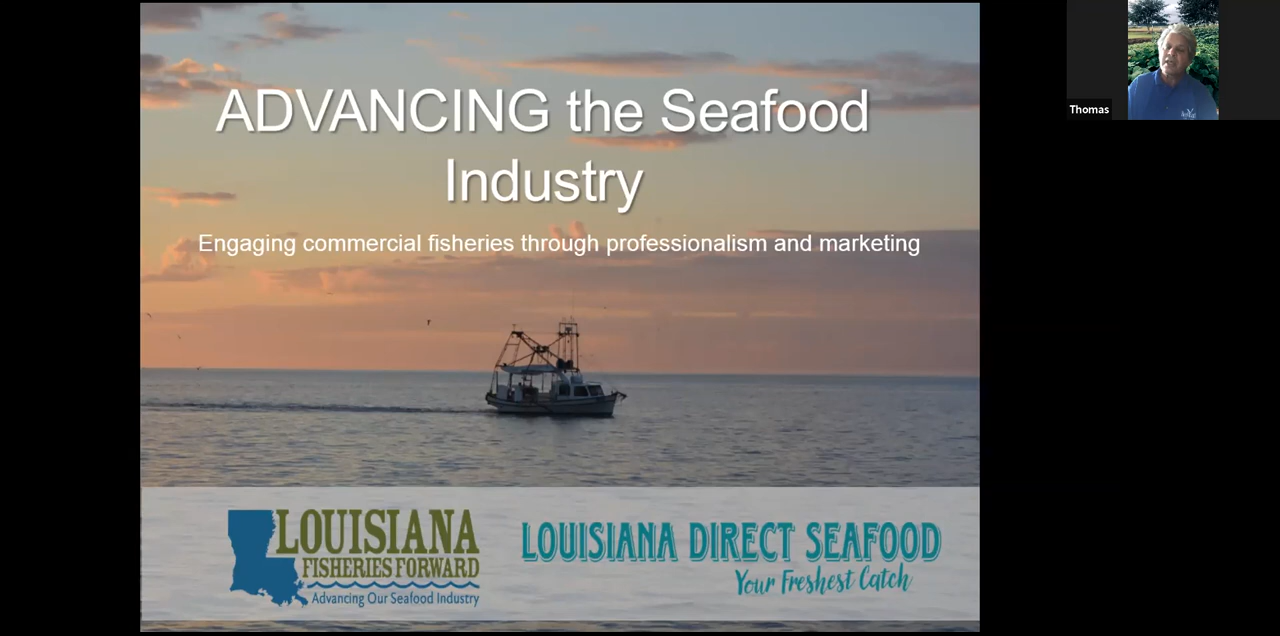 ADVANCING the Seafood
Industry
Engaging commercial fisheries through professionalism and marketing
LOUISIANA
FISHERIES FORWARD
Advancing Our Seafood Industry
LOUISIANA DIRECT SEAFOOD
Your Freshest Catch
Thomas